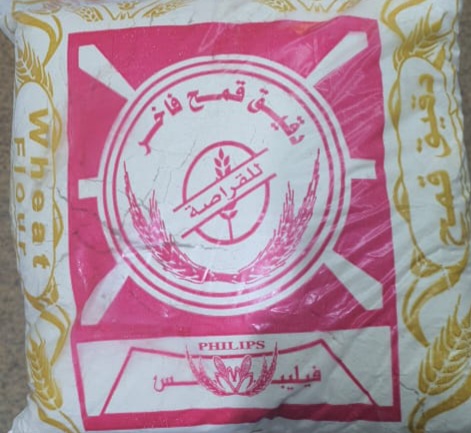 دقيق قمح فاخر
للقراصة
PHILIPS
فيليبس
Wheat
Flour
دقيق قمح